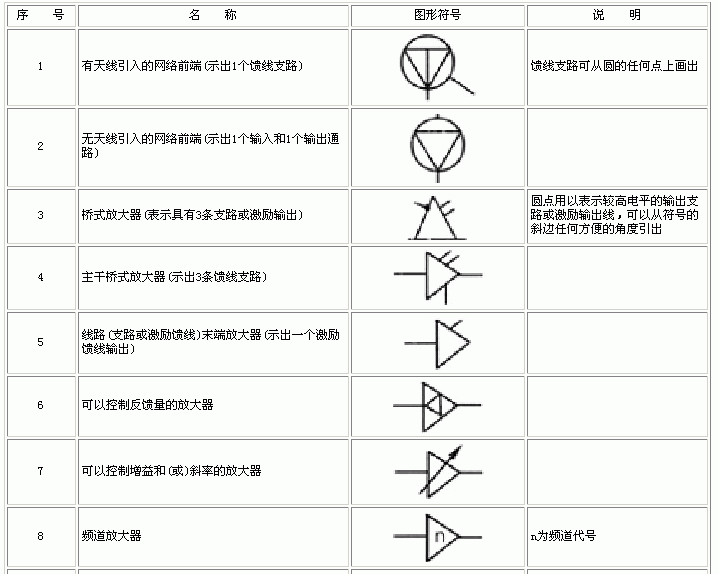 序 号 名 称 图形符号 说 明
1 有天线引入的网络前端(示出1个馈线支路) 馈线支路可从圆的任何点上画出
2 无天线引入的网络前端(示出1个输入和1个输出通
路)
3 桥式放大器(表示具有3条支路或激励输出) 圆点用以表示较高电平的输出支
路或激励输出线,可以从符号的
斜边任何方便的角度引出
4 主干桥式放大器(示出3条馈线支路)
5 线路(支路或激励馈线)末端放大器(示出一个激励
馈线输出)
6 可以控制反馈量的放大器
7 可以控制增益和(或)斜率的放大器
8 频道放大器 n n为频道代号